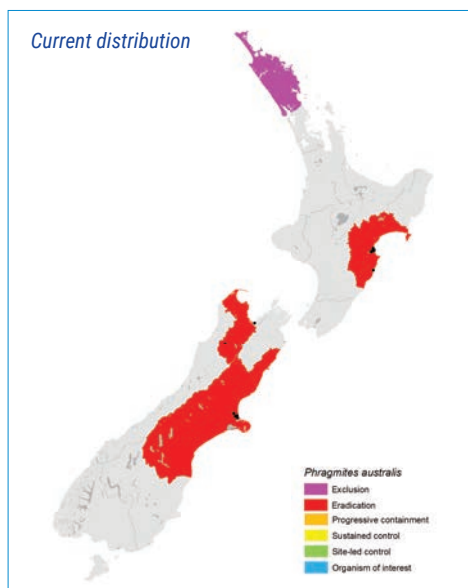 Current distribution
Phragmites australis
Exclusion
Eradication
Progressive containment
Sustained control
Site-led control
Organism of interest